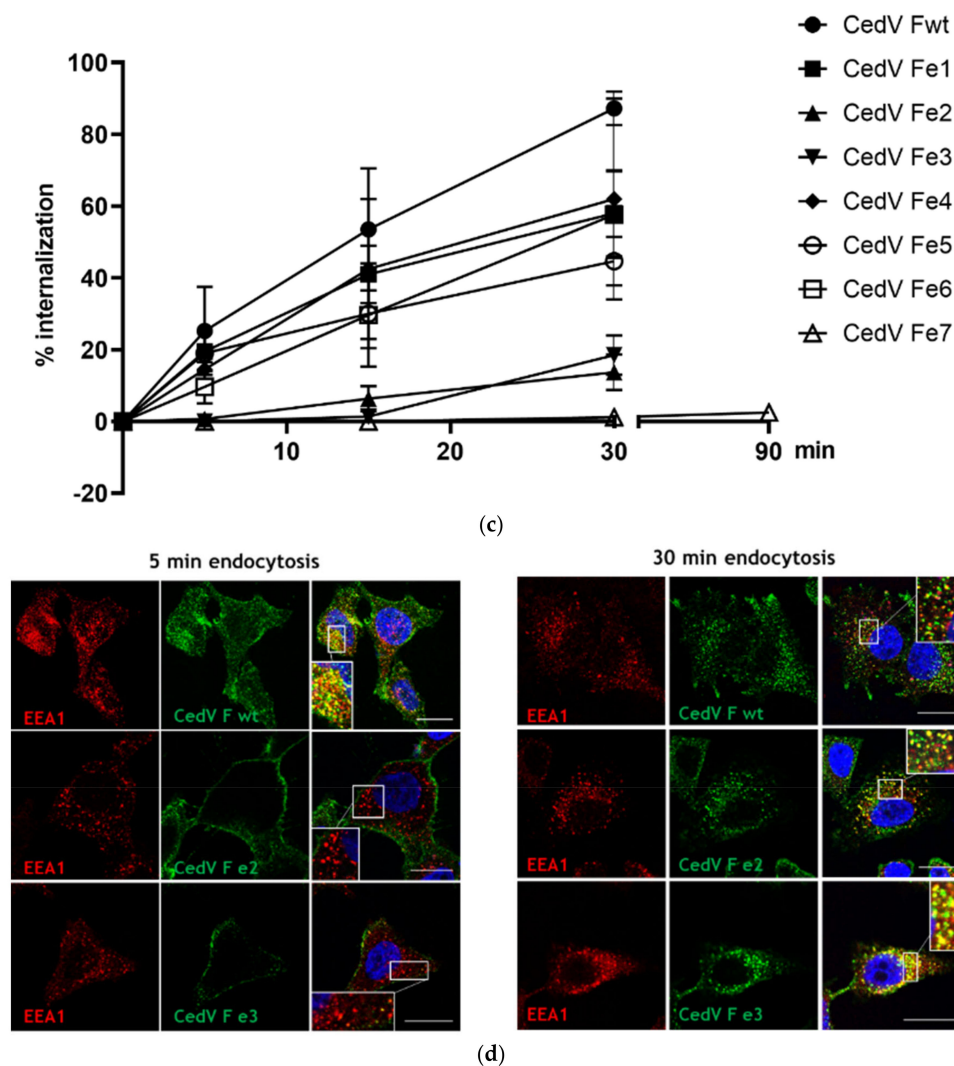 CedV Fwt
CedV Fe1
CedV Fe2
CedV Fe3
CedV Fe4
CedV Fe5
CedV Fe6
CedV Fe7
100
80
60
40
20
0
-20
% internalization
10
20
30
90
min
(c)
5 min endocytosis
30 min endocytosis
EEA1
CedV F wt
EEA1
CedV F wt
EEA1
CedV F e2
EEA1
CedV F e2
EEA1
CedV F e3
EEA1
CedV F e3
(d)